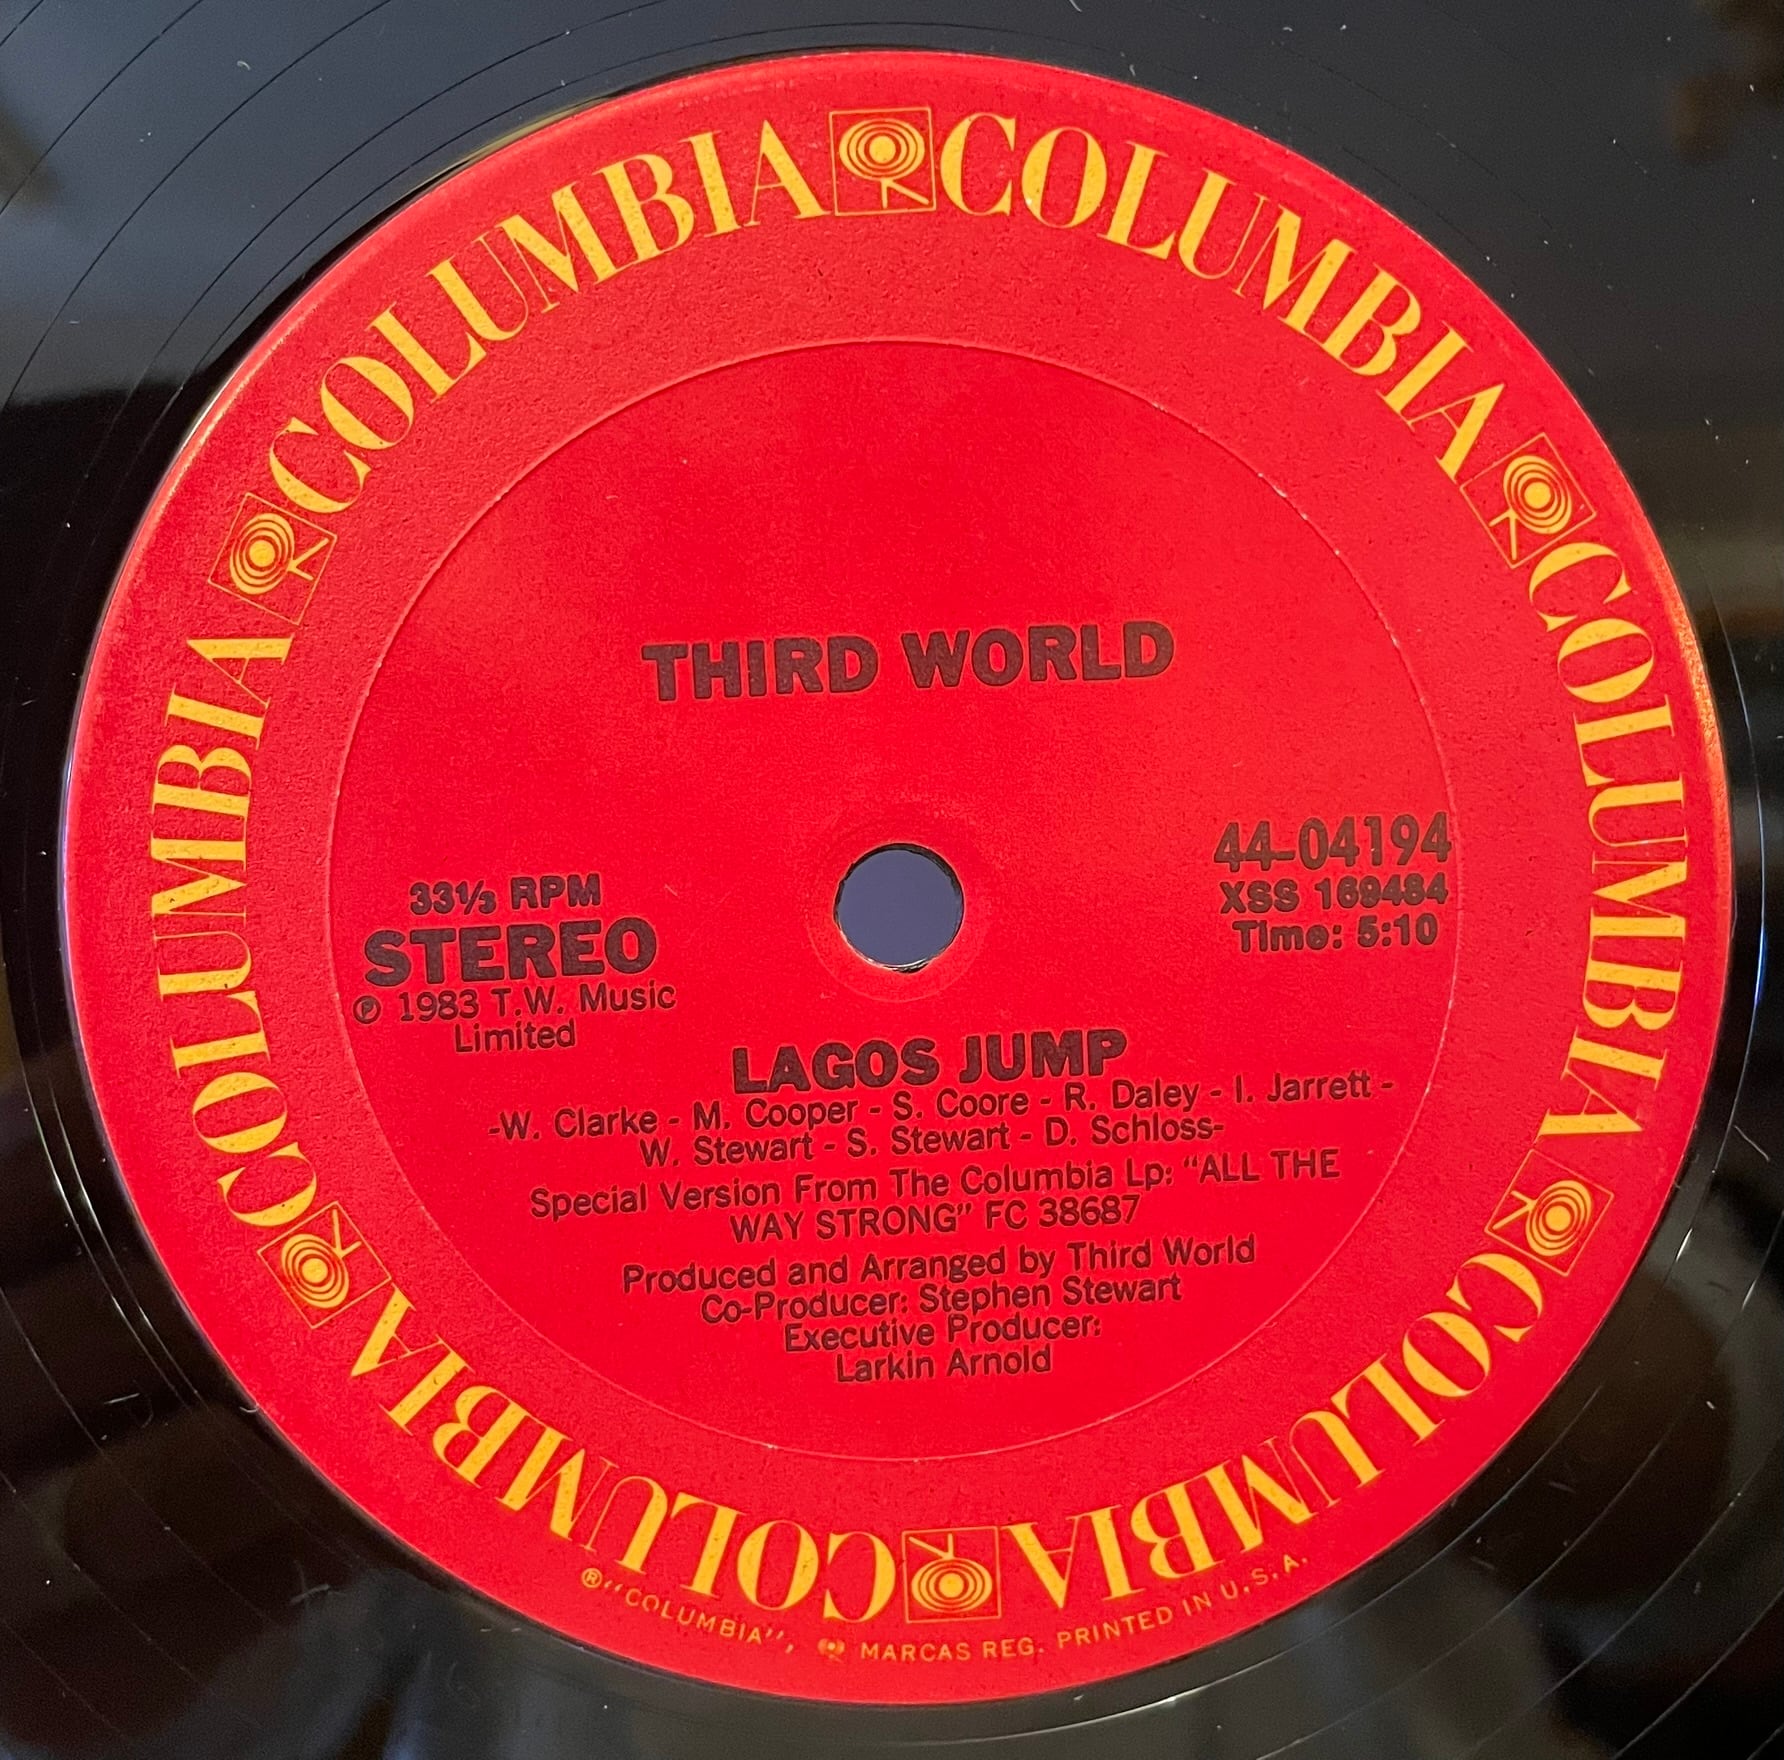 COLUMBIA COLUMBIA COLUMBIA COLUMBIA COLUMBIA COLUMBIA
THIRD WORLD
33⅓ RPM
STEREO
℗ 1983 T.W. Music
Limited
44-04194
XSS 169484
Time: 5:10
LAGOS JUMP
-W. Clarke - M. Cooper - S. Coore - R. Daley - I. Jarrett -
W. Stewart - S. Stewart - D. Schloss-
Special Version From The Columbia Lp: “ALL THE
WAY STRONG” FC 38687
Produced and Arranged by Third World
Co-Producer: Stephen Stewart
Executive Producer:
Larkin Arnold
®“COLUMBIA”, MARCAS REG. PRINTED IN U.S.A.